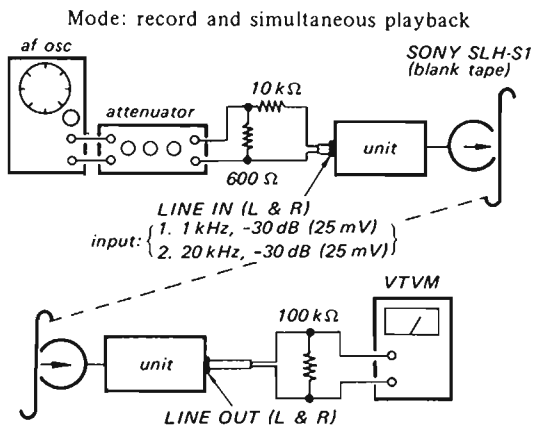 Mode: record and simultaneous playback
af osc
SONY SLH-S1
(blank tape)
attenuator
10 kΩ
600 Ω
unit
LINE IN (L & R)
input: { 1. 1 kHz, -30 dB (25 mV)
2. 20 kHz, -30 dB (25 mV) }
VTVM
100 kΩ
unit
LINE OUT (L & R)